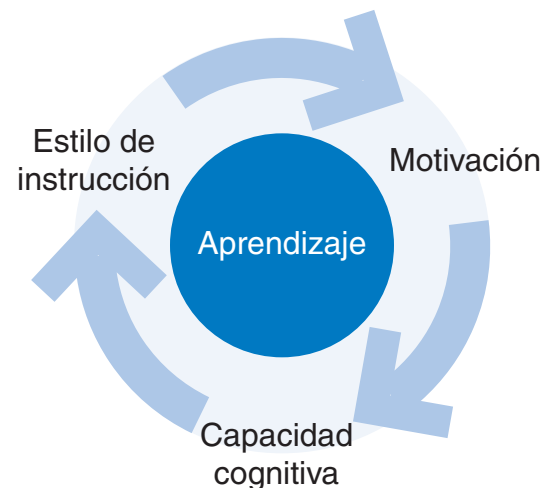 Estilo de
instrucción
Motivación
Aprendizaje
Capacidad
cognitiva